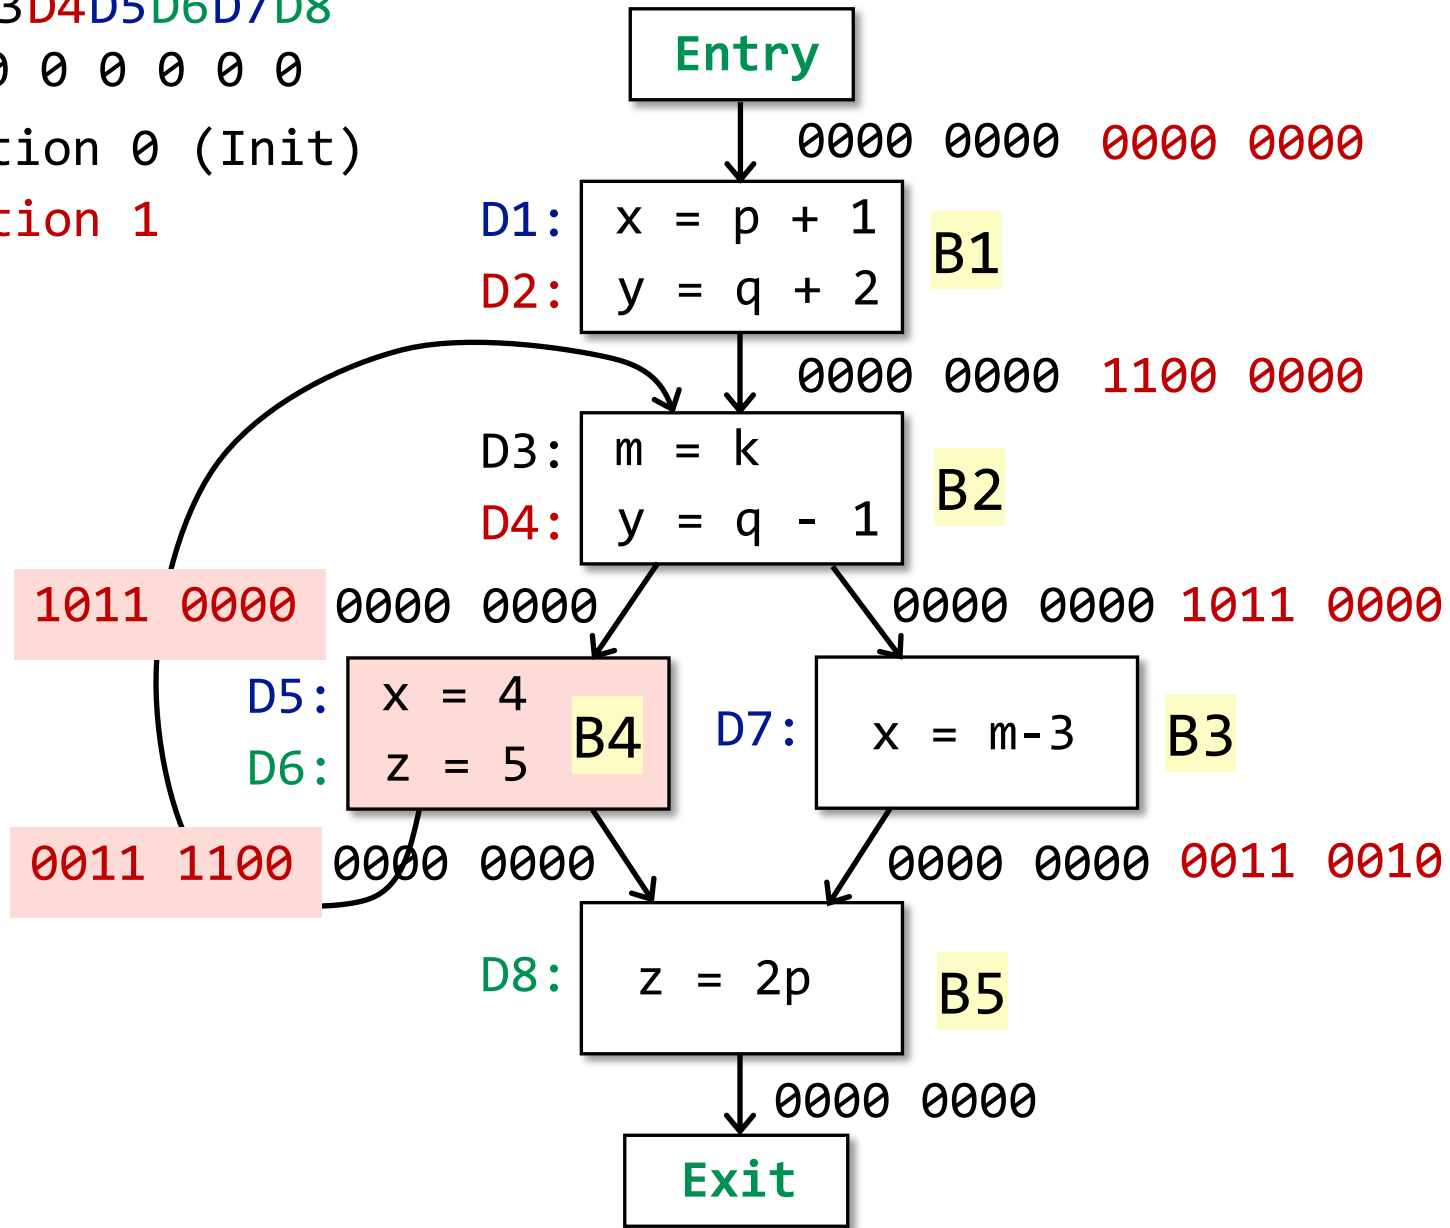 3D4D5D6D7D8
Entry
0 0 0 0 0 0
0000 0000 0000 0000
tion 0 (Init)
tion 1
D1: x = p + 1
B1
D2: y = q + 2
0000 0000 1100 0000
D3: m = k
B2
D4: y = q - 1
1011 0000 0000 0000 0000 0000 1011 0000
D5: x = 4
B4
D6: z = 5
D7: x = m-3
B3
0011 1100 0000 0000 0000 0000 0011 0010
D8: z = 2p
B5
0000 0000
Exit